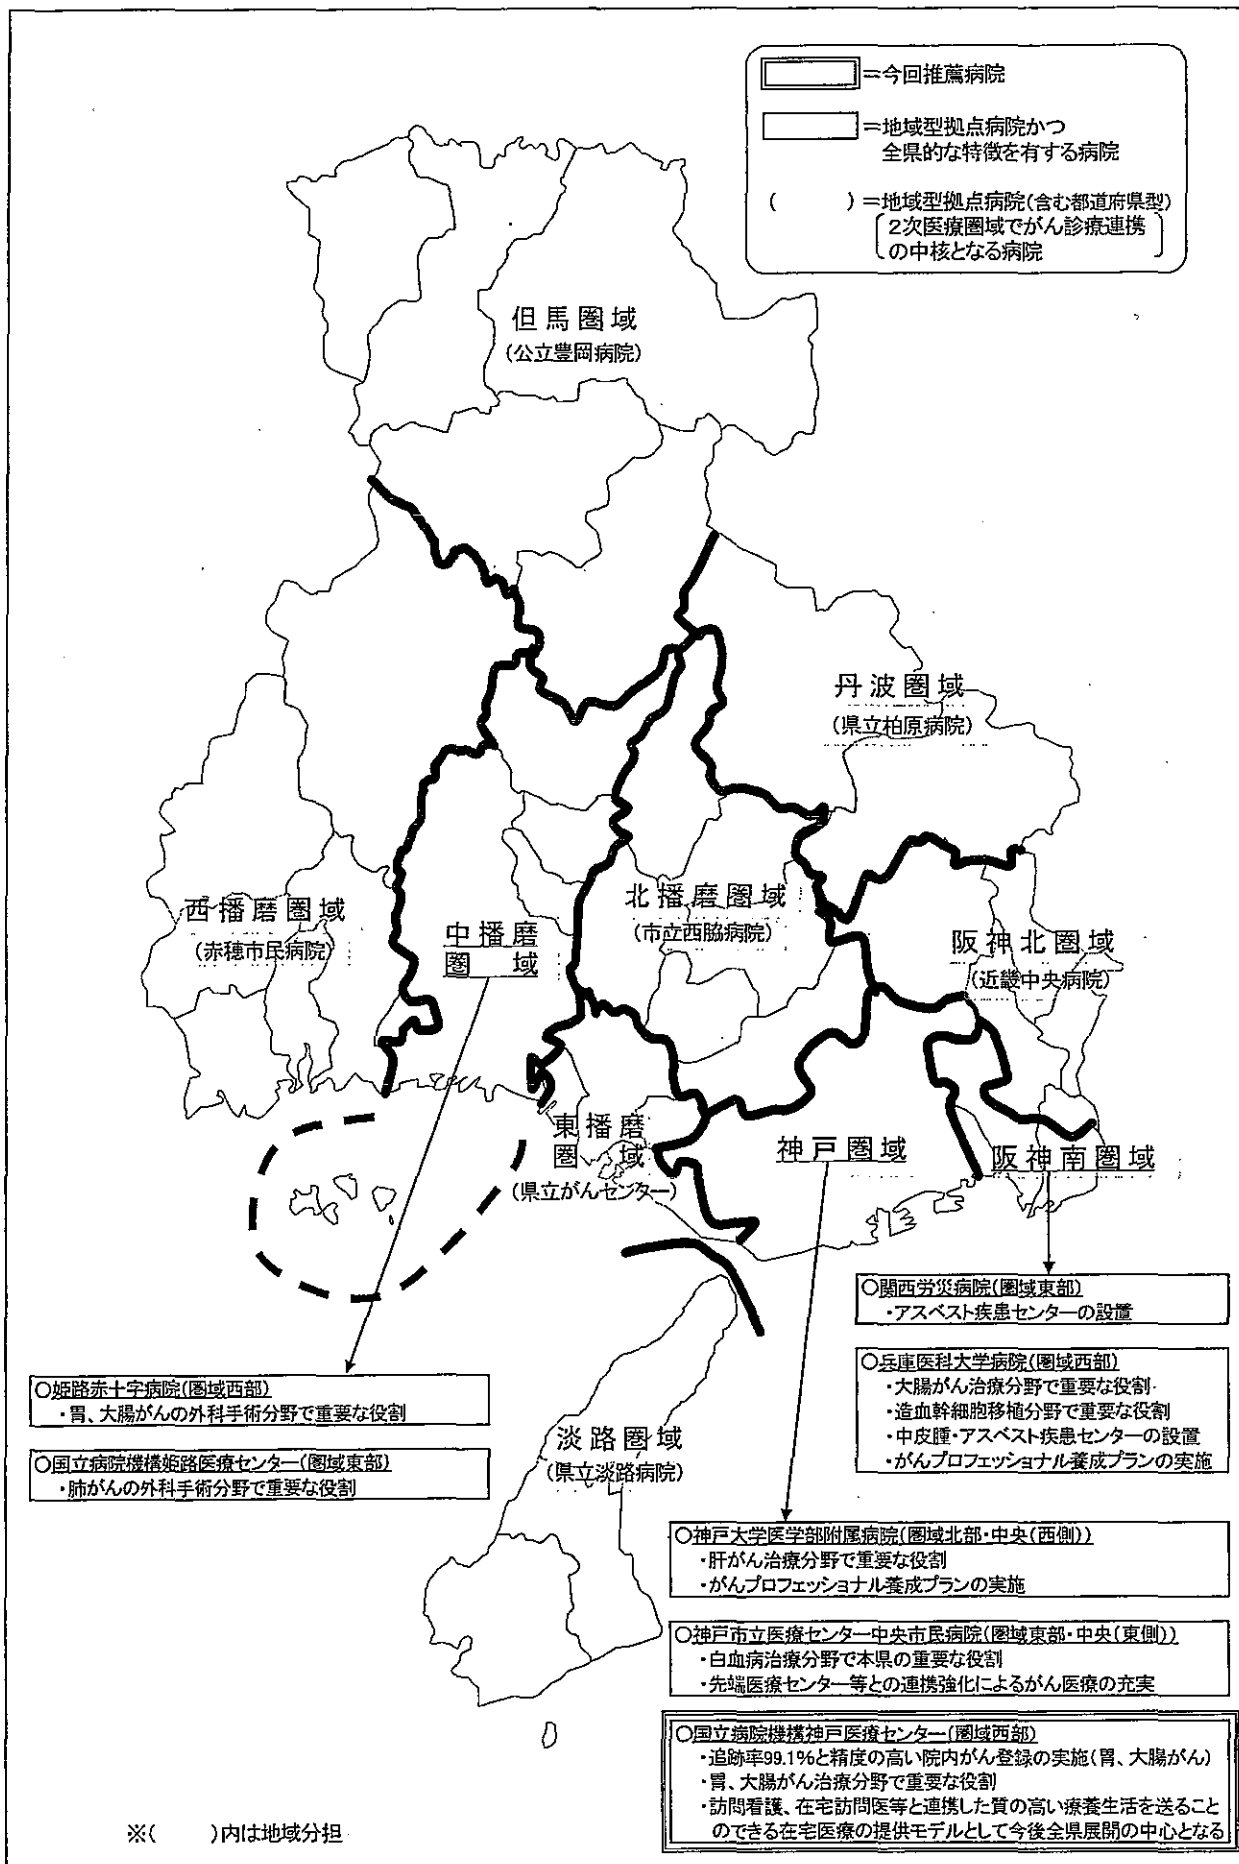 =今回推薦病院
=地域型拠点病院かつ
全県的な特徴を有する病院
(　　　)=地域型拠点病院(含む都道府県型)
2次医療圏域でがん診療連携
の中核となる病院
但馬圏域
(公立豊岡病院)
丹波圏域
(県立柏原病院)
西播磨圏域
(赤穂市民病院)
中播磨
圏　域
北播磨圏域
(市立西脇病院)
阪神北圏域
(近畿中央病院)
東播磨
圏　域
(県立がんセンター)
神戸圏域
阪神南圏域
○関西労災病院(圏域東部)
・アスベスト疾患センターの設置
○兵庫医科大学病院(圏域西部)
・大腸がん治療分野で重要な役割
・造血幹細胞移植分野で重要な役割
・中皮腫・アスベスト疾患センターの設置
・がんプロフェッショナル養成プランの実施
○姫路赤十字病院(圏域西部)
・胃、大腸がんの外科手術分野で重要な役割
○国立病院機構姫路医療センター(圏域東部)
・肺がんの外科手術分野で重要な役割
淡路圏域
(県立淡路病院)
○神戸大学医学部附属病院(圏域北部・中央(西側))
・肝がん治療分野で重要な役割
・がんプロフェッショナル養成プランの実施
○神戸市立医療センター中央市民病院(圏域東部・中央(東側))
・白血病治療分野で本県の重要な役割
・先端医療センター等との連携強化によるがん医療の充実
○国立病院機構神戸医療センター(圏域西部)
・追跡率99.1%と精度の高い院内がん登録の実施(胃、大腸がん)
・胃、大腸がん治療分野で重要な役割
・訪問看護、在宅訪問医等と連携した質の高い療養生活を送ること
のできる在宅医療の提供モデルとして今後全県展開の中心となる
※(　　　)内は地域分担